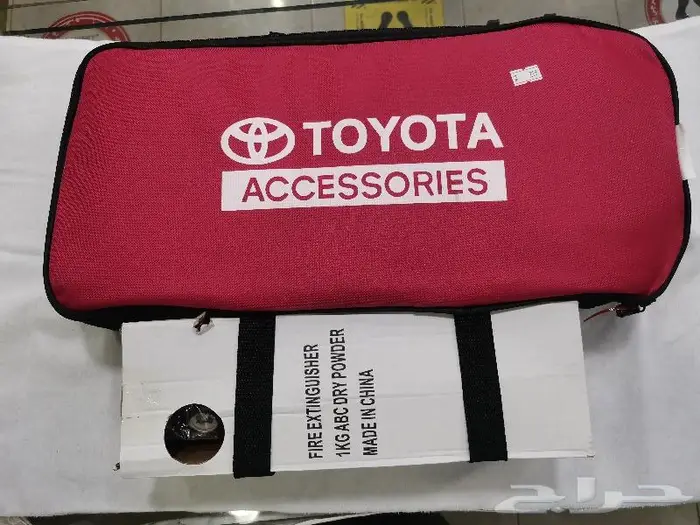 TOYOTA
ACCESSORIES
FIRE EXTINGUISHER
1KG ABC DRY POWDER
MADE IN CHINA
حراج